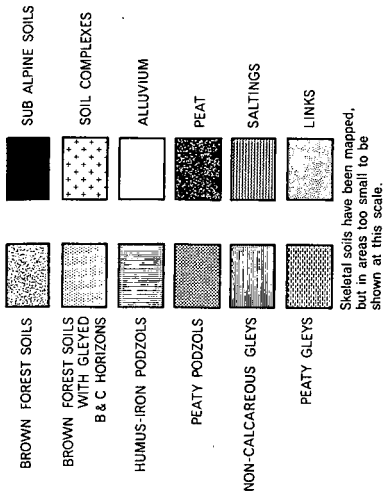 BROWN FOREST SOILS
BROWN FOREST SOILS
WITH GLEYED
B & C HORIZONS
HUMUS-IRON PODZOLS
PEATY PODZOLS
NON-CALCAREOUS GLEYS
PEATY GLEYS
SUB ALPINE SOILS
SOIL COMPLEXES
ALLUVIUM
PEAT
SALTINGS
LINKS
Skeletal soils have been mapped,
but in areas too small to be
shown at this scale.